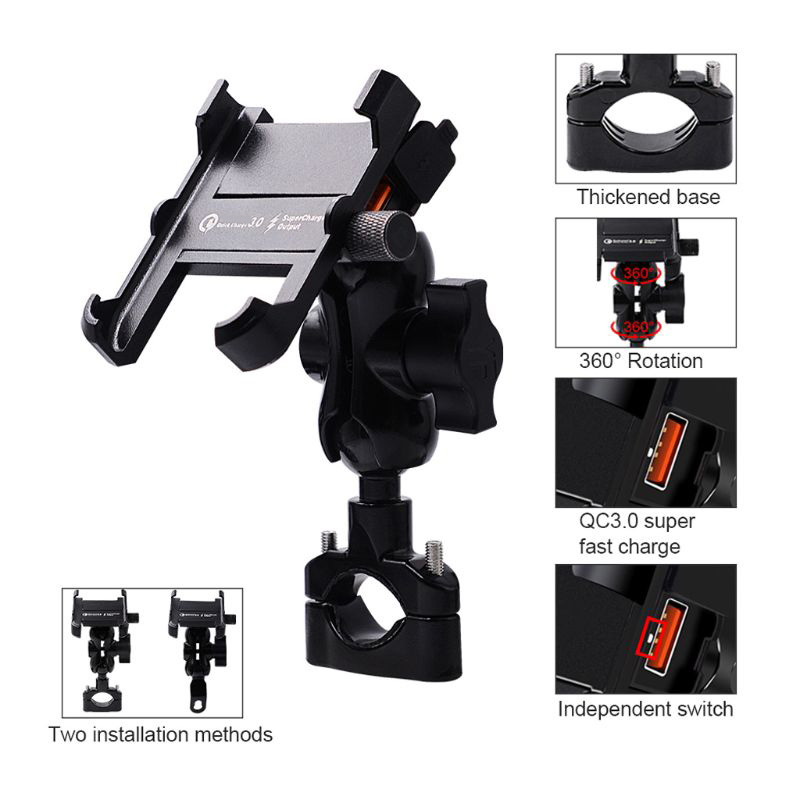 Quick Charge 3.0
SuperCharge
Output
Thickened base
360°
360°
360° Rotation
QC3.0 super
fast charge
Independent switch
Two installation methods